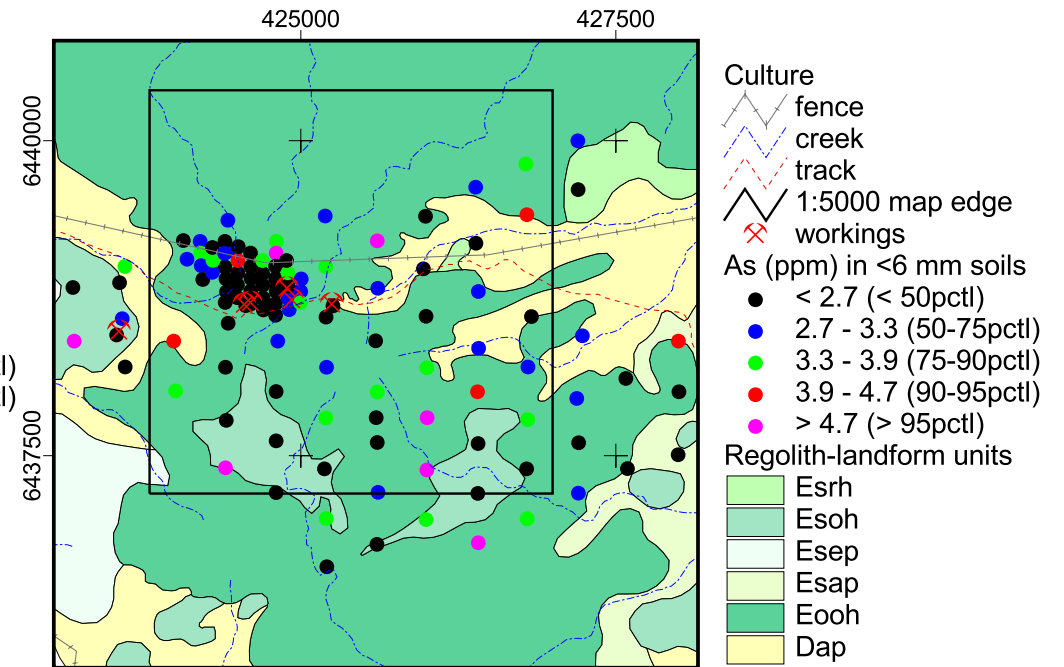 425000
427500
6440000
6437500
l)
l)
Culture
fence
creek
track
1:5000 map edge
workings
As (ppm) in <6 mm soils
< 2.7 (< 50pctl)
2.7 - 3.3 (50-75pctl)
3.3 - 3.9 (75-90pctl)
3.9 - 4.7 (90-95pctl)
> 4.7 (> 95pctl)
Regolith-landform units
Esrh
Esoh
Esep
Esap
Eooh
Dap